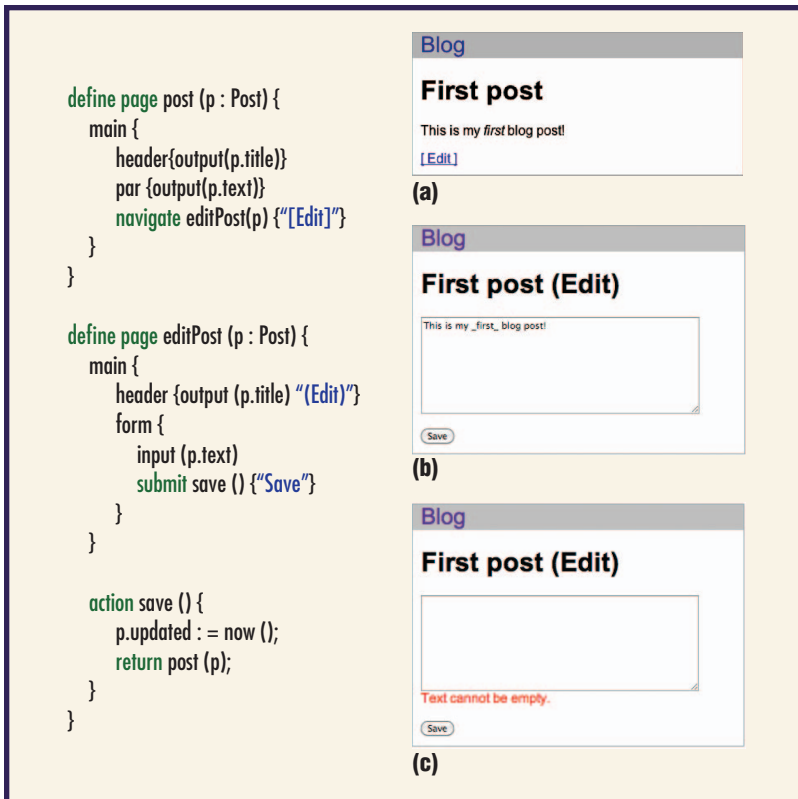 define page post (p : Post) {
main {
header{output(p.title)}
par {output(p.text)}
navigate editPost(p) {“[Edit]”}
}
}
define page editPost (p : Post) {
main {
header {output (p.title) “(Edit)”}
form {
input (p.text)
submit save () {“Save”}
}
}
action save () {
p.updated : = now ();
return post (p);
}
}
Blog
First post
This is my first blog post!
[Edit]
(a)
Blog
First post (Edit)
This is my _first_ blog post!
Save
(b)
Blog
First post (Edit)
Text cannot be empty.
Save
(c)